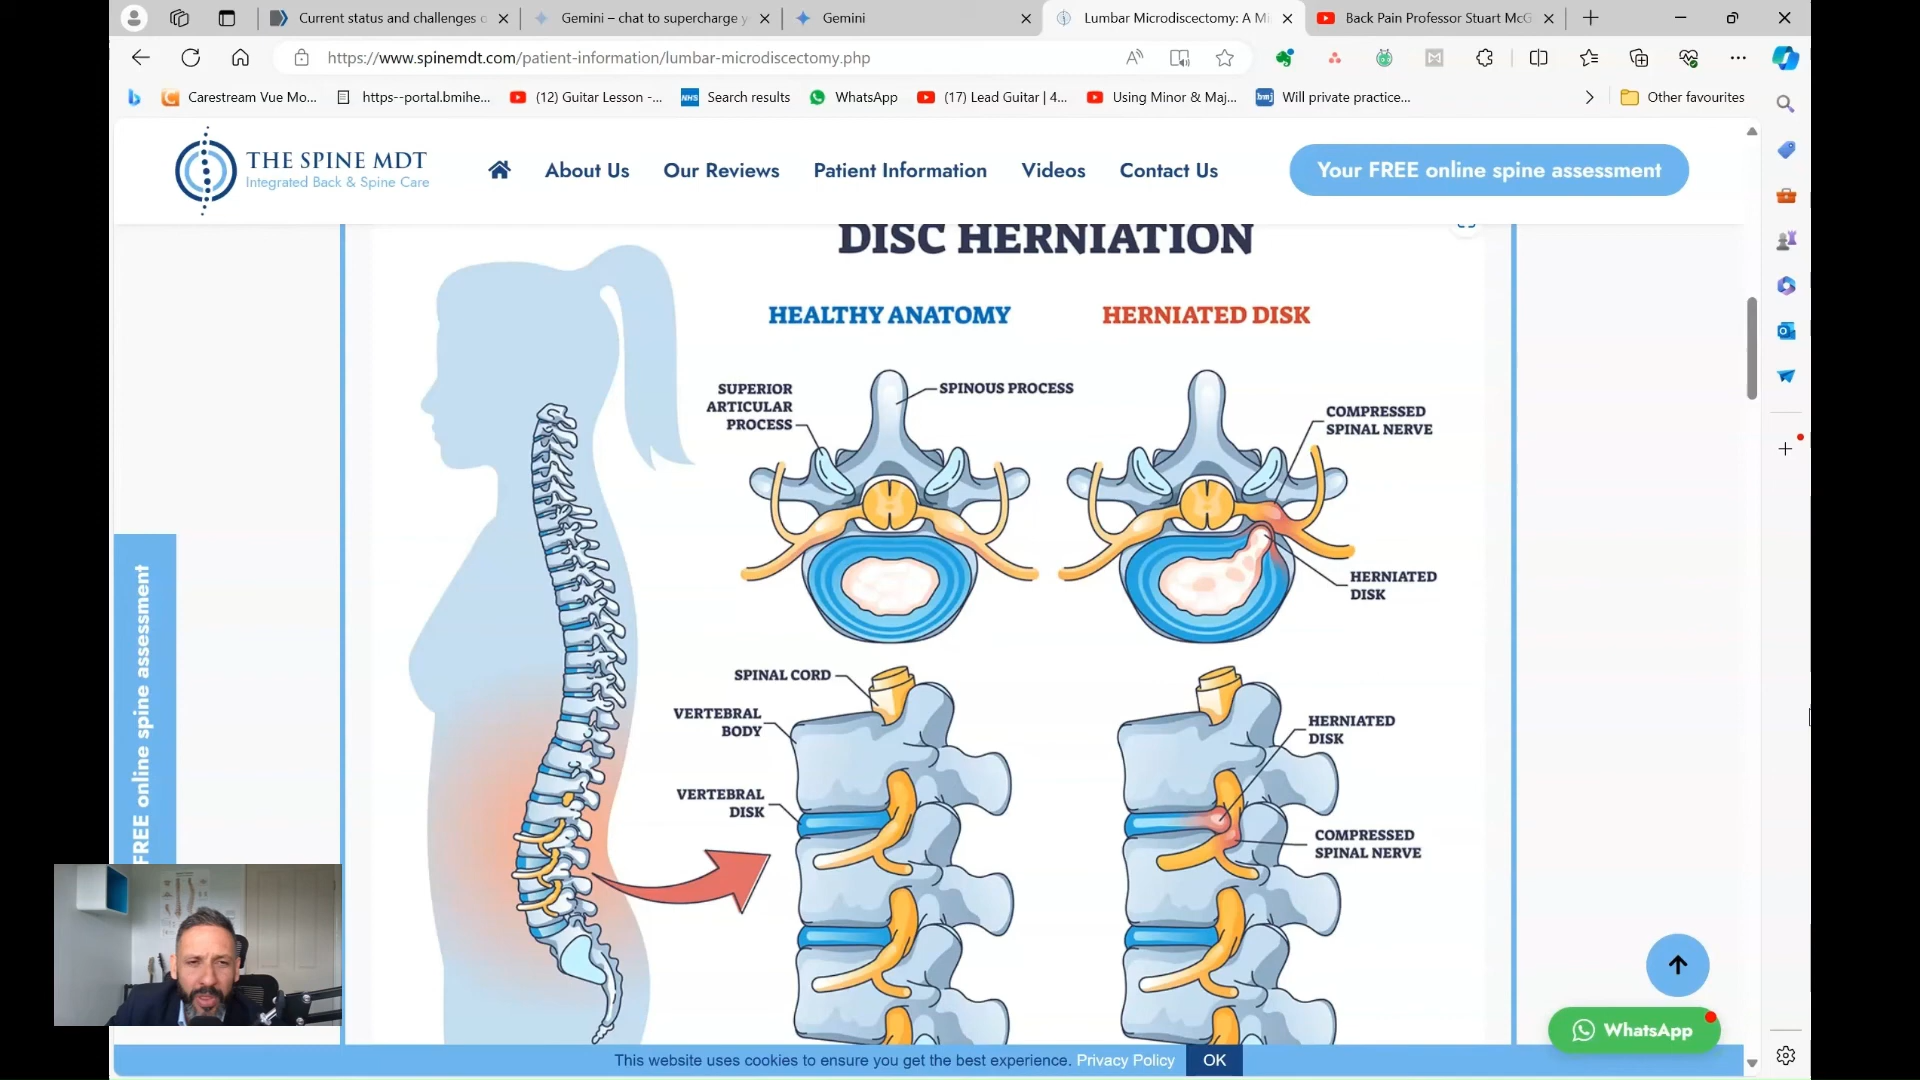 Current status and challenges o
Gemini – chat to supercharge y
Gemini
Lumbar Microdiscectomy: A Mi
Back Pain Professor Stuart McG
https://www.spinemdt.com/patient-information/lumbar-microdiscectomy.php
Carestream Vue Mo...
https--portal.bmihe...
(12) Guitar Lesson -...
NHS
Search results
WhatsApp
(17) Lead Guitar | 4...
Using Minor & Maj...
bmj
Will private practice...
Other favourites
THE SPINE MDT
Integrated Back & Spine Care
About Us
Our Reviews
Patient Information
Videos
Contact Us
Your FREE online spine assessment
DISC HERNIATION
HEALTHY ANATOMY
HERNIATED DISK
SUPERIOR
ARTICULAR
PROCESS
SPINOUS PROCESS
COMPRESSED
SPINAL NERVE
HERNIATED
DISK
SPINAL CORD
VERTEBRAL
BODY
VERTEBRAL
DISK
HERNIATED
DISK
COMPRESSED
SPINAL NERVE
FREE online spine assessment
WhatsApp
This website uses cookies to ensure you get the best experience. Privacy Policy
OK